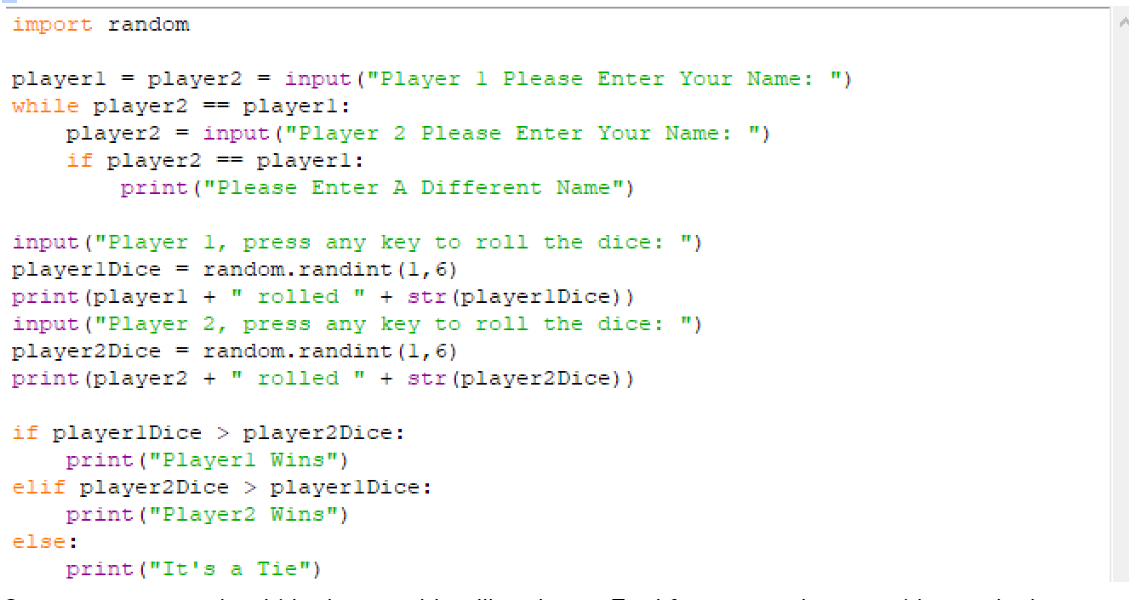 import random

player1 = player2 = input("Player 1 Please Enter Your Name: ")
while player2 == player1:
    player2 = input("Player 2 Please Enter Your Name: ")
    if player2 == player1:
        print("Please Enter A Different Name")

input("Player 1, press any key to roll the dice: ")
player1Dice = random.randint(1,6)
print(player1 + " rolled " + str(player1Dice))
input("Player 2, press any key to roll the dice: ")
player2Dice = random.randint(1,6)
print(player2 + " rolled " + str(player2Dice))

if player1Dice > player2Dice:
    print("Player1 Wins")
elif player2Dice > player1Dice:
    print("Player2 Wins")
else:
    print("It's a Tie")